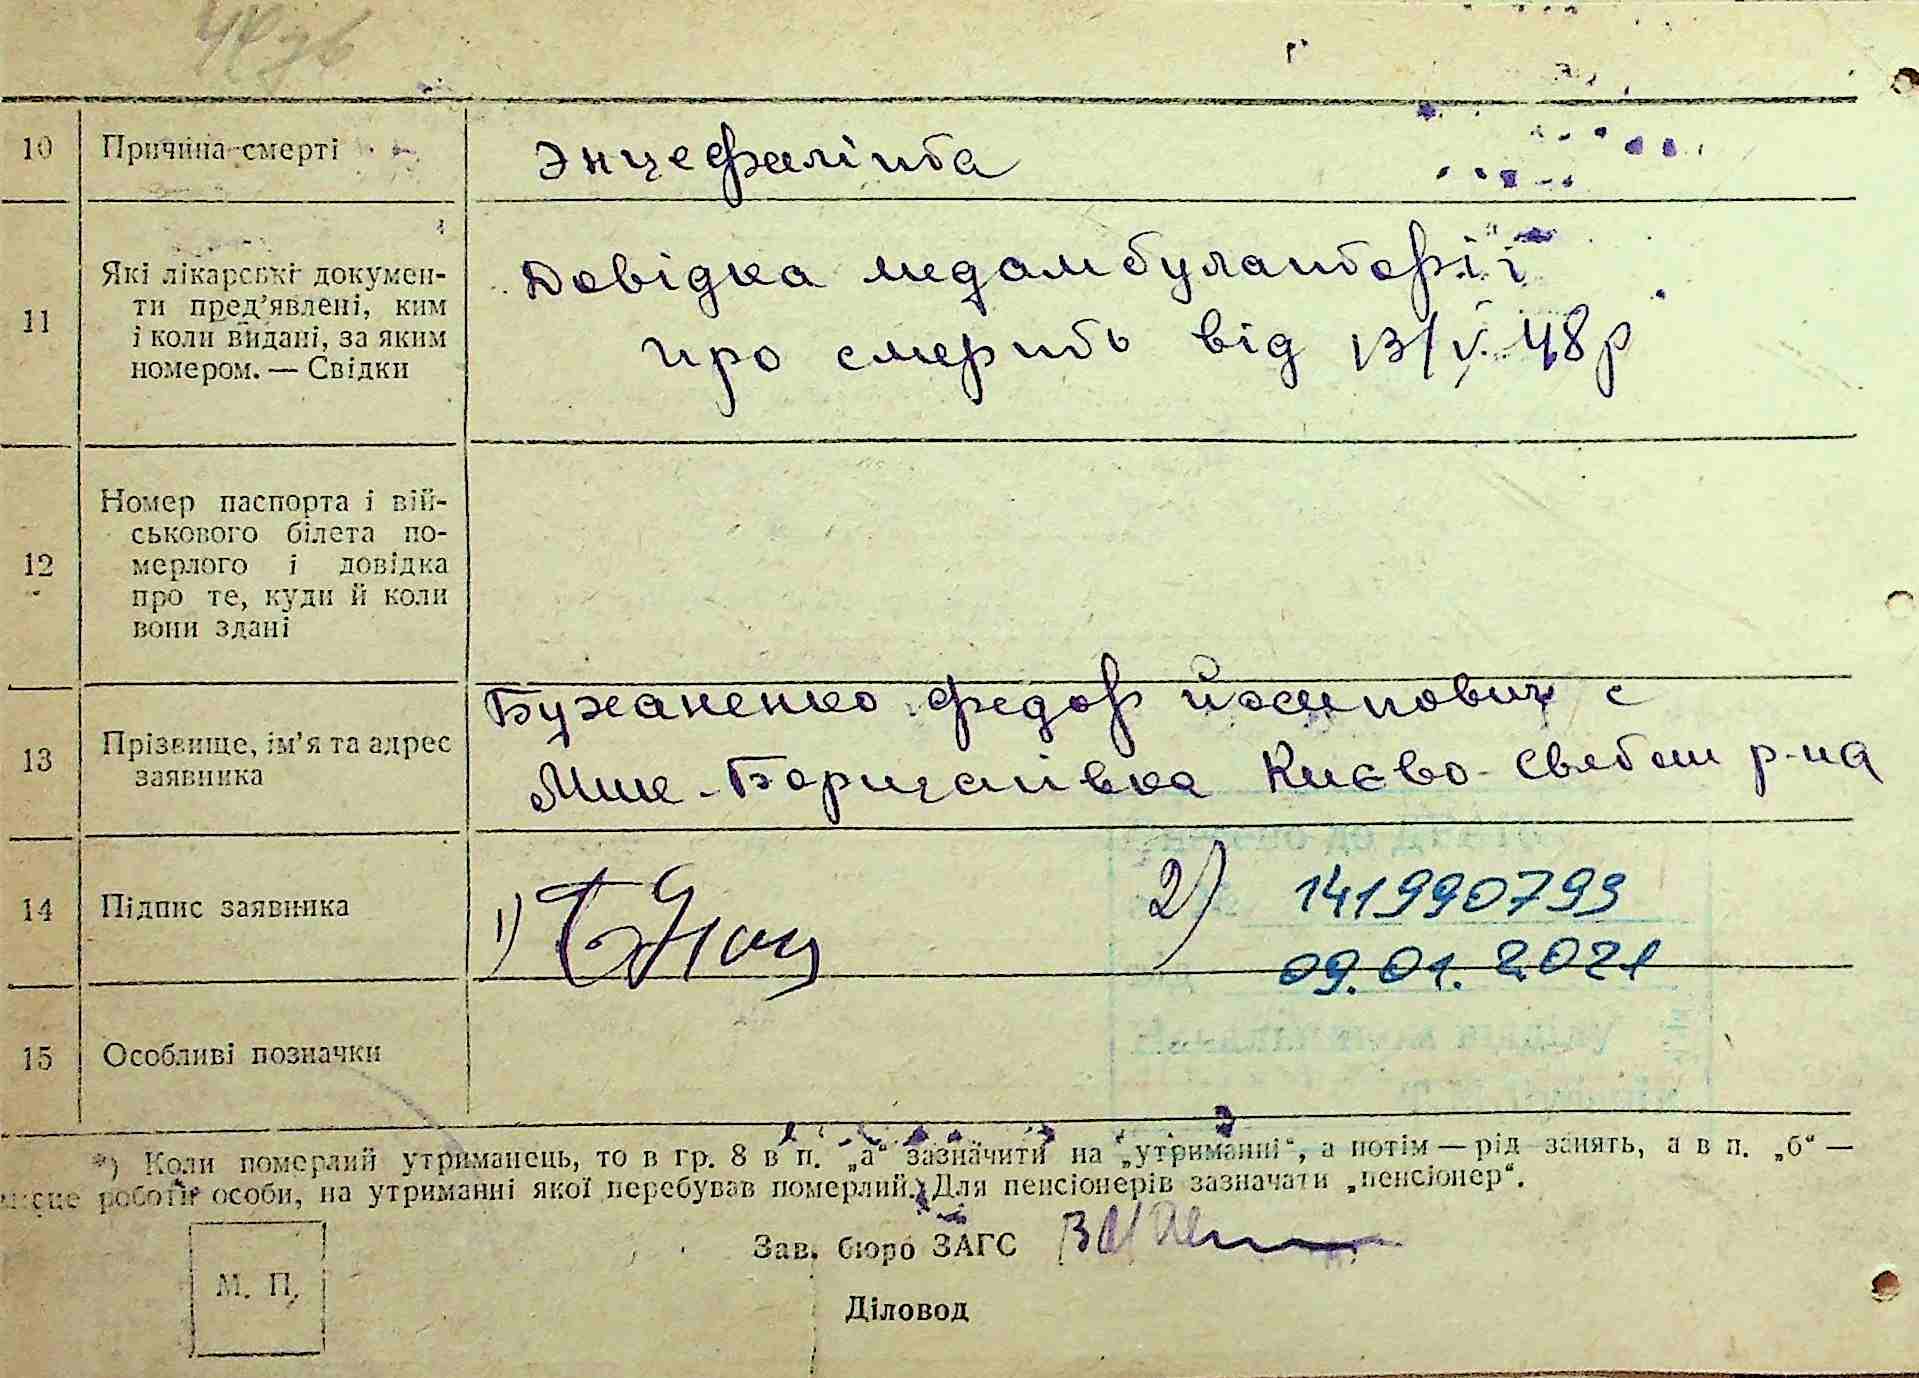 10 Причина смерті Энцефаліта
11 Які лікарські докумен-
ти пред’явлені, ким
і коли видані, за яким
номером. — Свідки
Довідка медамбулаторії
про смерть від 13/V. 48р
12 Номер паспорта і вій-
ськового білета по-
мерлого і довідка
про те, куди й коли
вони здані
13 Прізвище, ім’я та адрес
заявника
Бужаненко Федор Йосипович с
Мик-Борщагівка Києво-Святош р-на
14 Підпис заявника
1) 2) 1419990793
09.01.2021
15 Особливі позначки
*) Коли померлий утриманець, то в гр. 8 в п. „а“ зазначити на „утриманні“, а потім — рід занять, а в п. „б“ —
місце роботи особи, на утриманні якої перебував померлий. Для пенсіонерів зазначати „пенсіонер“.
Зав. бюро ЗАГС
М. П.
Діловод